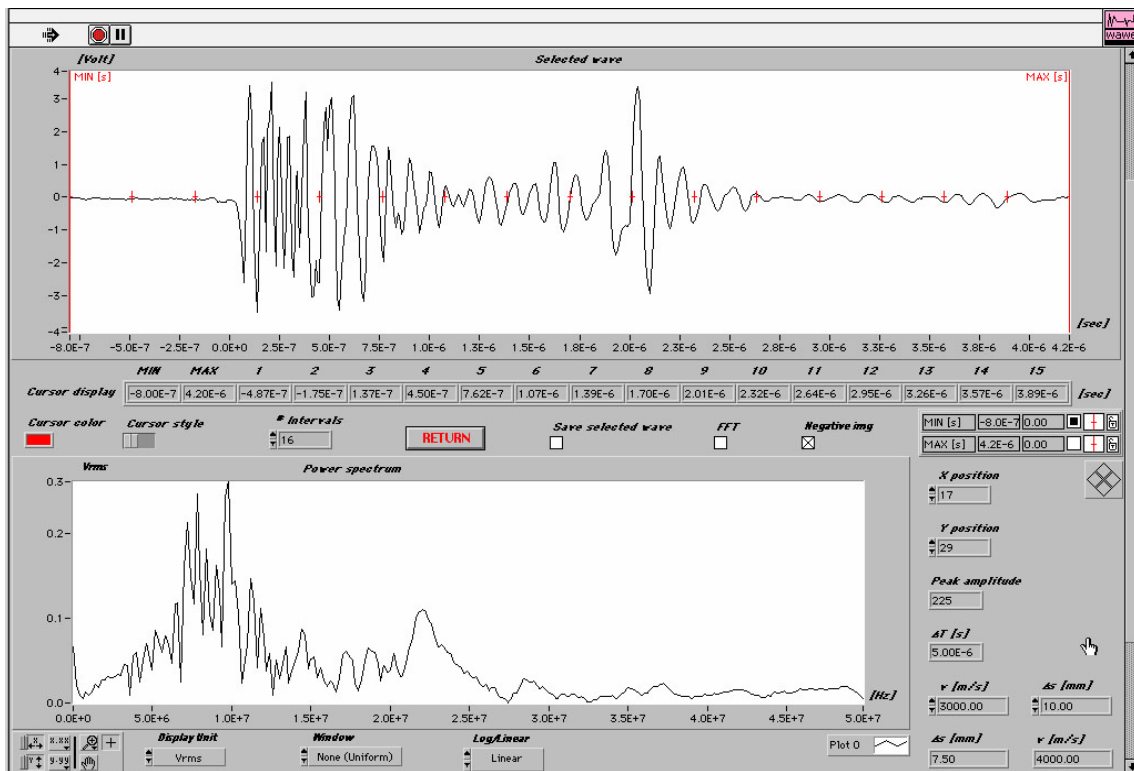 wawe
[Volt] Selected wave
MIN [s] MAX [s]
4
3
2
1
0
-1
-2
-3
-4
[sec]
-8.0E-7 -5.0E-7 -2.5E-7 0.0E+0 2.5E-7 5.0E-7 7.5E-7 1.0E-6 1.3E-6 1.5E-6 1.8E-6 2.0E-6 2.3E-6 2.6E-6 2.8E-6 3.0E-6 3.3E-6 3.5E-6 3.8E-6 4.0E-6 4.2E-6
MIN MAX 1 2 3 4 5 6 7 8 9 10 11 12 13 14 15
Cursor display -8.00E-7 4.20E-6 -4.87E-7 -1.75E-7 1.37E-7 4.50E-7 7.62E-7 1.07E-6 1.39E-6 1.70E-6 2.01E-6 2.32E-6 2.64E-6 2.95E-6 3.26E-6 3.57E-6 3.89E-6 [sec]
Cursor color Cursor style # Intervals Save selected wave FFT Negative img
16 RETURN
MIN [s] -8.0E-7 0.00
MAX [s] 4.2E-6 0.00
Vrms Power spectrum
0.3
0.2
0.1
0.0
[Hz]
0.0E+0 5.0E+6 1.0E+7 1.5E+7 2.0E+7 2.5E+7 3.0E+7 3.5E+7 4.0E+7 4.5E+7 5.0E+7
X position
17
Y position
29
Peak amplitude
225
ΔT [s]
5.00E-6
v [m/s] Δs [mm]
3000.00 10.00
Δs [mm] v [m/s]
7.50 4000.00
Display Unit Window Log/Linear
Vrms None (Uniform) Linear
Plot 0
X X.XX
Y Y.YY